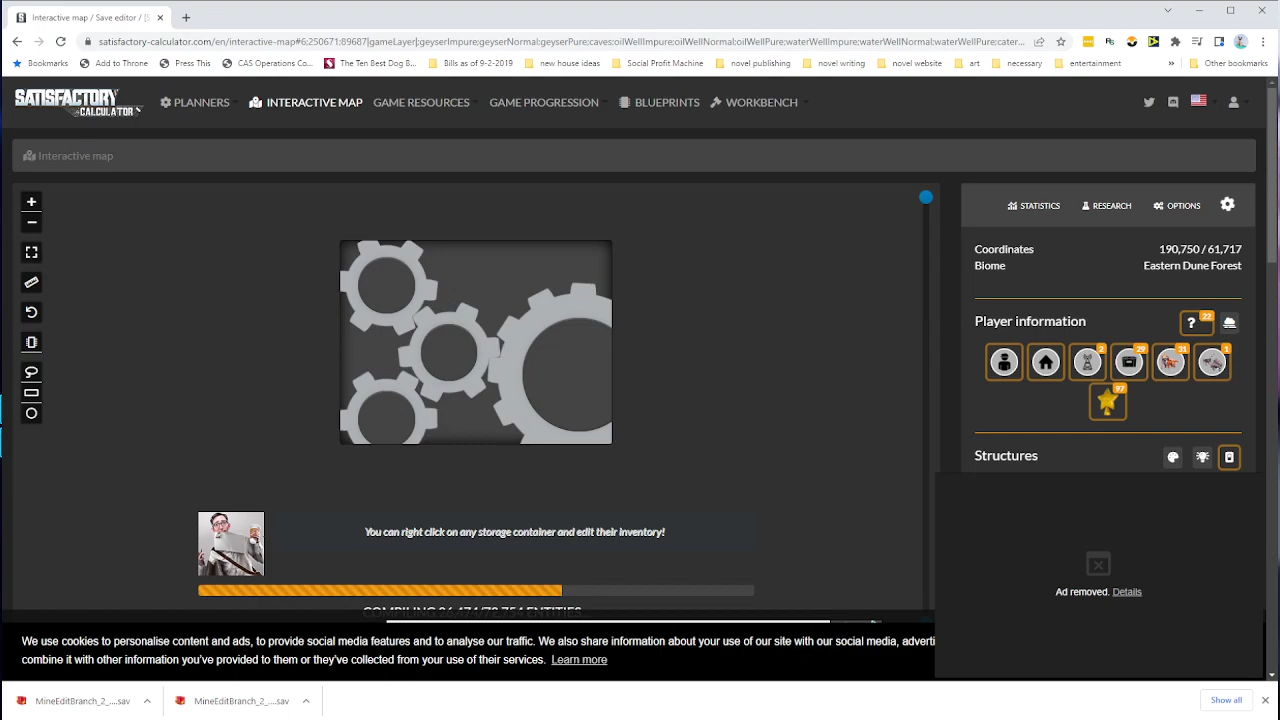 Interactive map / Save editor / [S
satisfactory-calculator.com/en/interactive-map#6;250671;89687|gameLayer|;geyserImpure;geyserNormal;geyserPure;caves;oilWellImpure;oilWellNormal;oilWellPure;waterWellImpure;waterWellNormal;waterWellPure;cater...
Bookmarks
Add to Throne
Press This
CAS Operations Co...
The Ten Best Dog B...
Bills as of 9-2-2019
new house ideas
Social Profit Machine
novel publishing
novel writing
novel website
art
necessary
entertainment
»
Other bookmarks
SATISFACTORY
CALCULATOR
PLANNERS
INTERACTIVE MAP
GAME RESOURCES
GAME PROGRESSION
BLUEPRINTS
WORKBENCH
Interactive map
STATISTICS
RESEARCH
OPTIONS
Coordinates
190,750 / 61,717
Biome
Eastern Dune Forest
Player information
?
22
2
29
31
1
97
Structures
You can right click on any storage container and edit their inventory!
Ad removed. Details
We use cookies to personalise content and ads, to provide social media features and to analyse our traffic. We also share information about your use of our site with our social media, adverti
combine it with other information you've provided to them or they've collected from your use of their services. Learn more
MineEditBranch_2_....sav
MineEditBranch_2_....sav
Show all